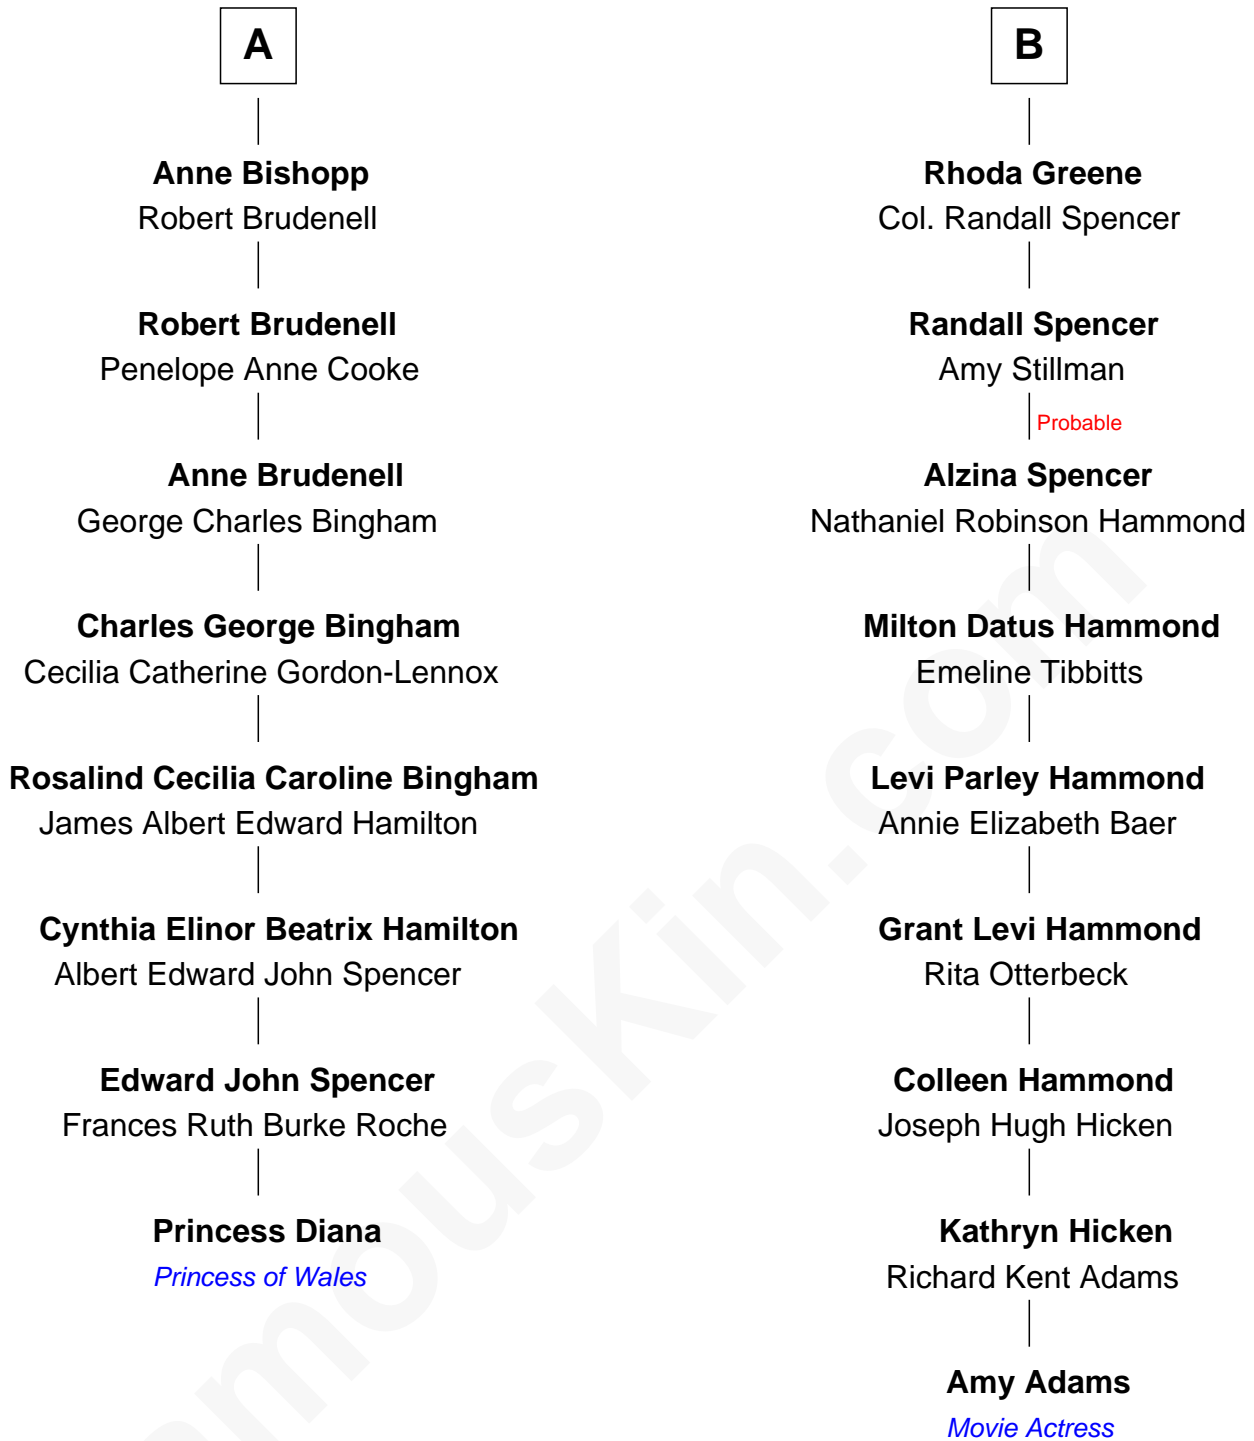 A
Anne Bishopp
Robert Brudenell
Robert Brudenell
Penelope Anne Cooke
Anne Brudenell
George Charles Bingham
Charles George Bingham
Cecilia Catherine Gordon-Lennox
Rosalind Cecilia Caroline Bingham
James Albert Edward Hamilton
Cynthia Elinor Beatrix Hamilton
Albert Edward John Spencer
Edward John Spencer
Frances Ruth Burke Roche
Princess Diana
Princess of Wales
B
Rhoda Greene
Col. Randall Spencer
Randall Spencer
Amy Stillman
Probable
Alzina Spencer
Nathaniel Robinson Hammond
Milton Datus Hammond
Emeline Tibbitts
Levi Parley Hammond
Annie Elizabeth Baer
Grant Levi Hammond
Rita Otterbeck
Colleen Hammond
Joseph Hugh Hicken
Kathryn Hicken
Richard Kent Adams
Amy Adams
Movie Actress
amouskin.com